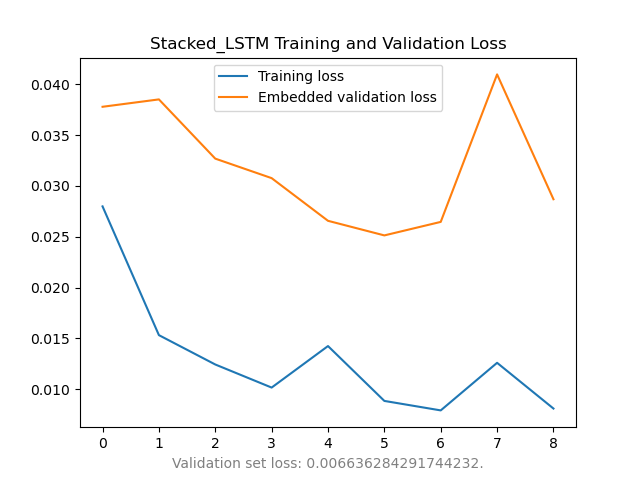 Stacked_LSTM Training and Validation Loss
Training loss
Embedded validation loss
0.040
0.035
0.030
0.025
0.020
0.015
0.010
0 1 2 3 4 5 6 7 8
Validation set loss: 0.006636284291744232.